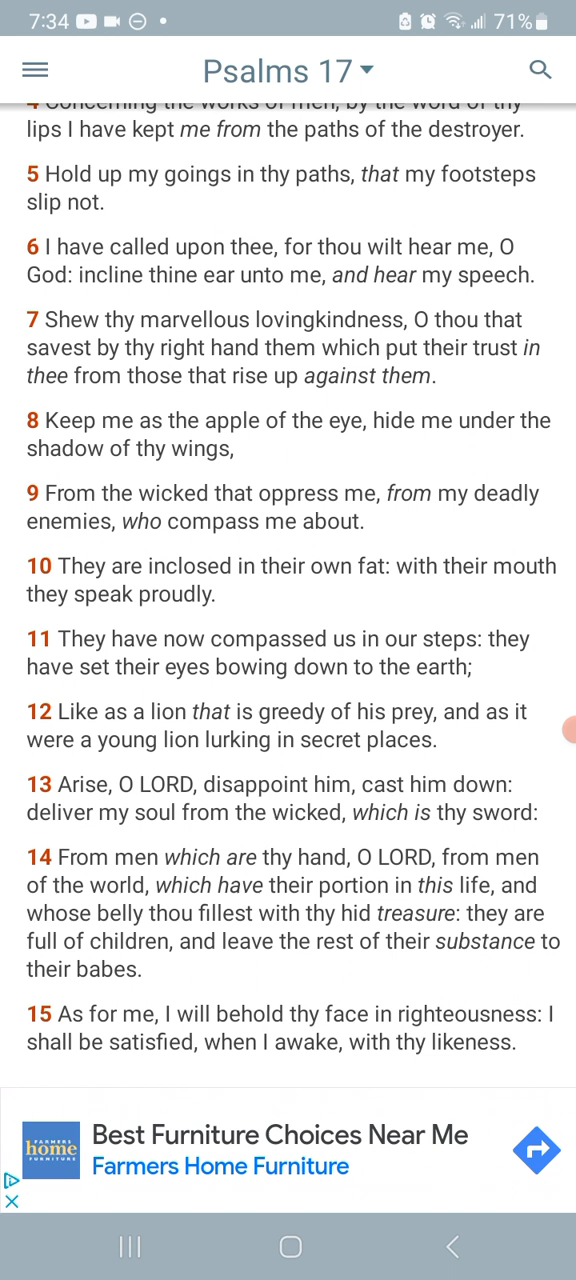 7:34
71%
Psalms 17
4 Concerning the works of men, by the word of thy
lips I have kept me from the paths of the destroyer.
5 Hold up my goings in thy paths, that my footsteps
slip not.
6 I have called upon thee, for thou wilt hear me, O
God: incline thine ear unto me, and hear my speech.
7 Shew thy marvellous lovingkindness, O thou that
savest by thy right hand them which put their trust in
thee from those that rise up against them.
8 Keep me as the apple of the eye, hide me under the
shadow of thy wings,
9 From the wicked that oppress me, from my deadly
enemies, who compass me about.
10 They are inclosed in their own fat: with their mouth
they speak proudly.
11 They have now compassed us in our steps: they
have set their eyes bowing down to the earth;
12 Like as a lion that is greedy of his prey, and as it
were a young lion lurking in secret places.
13 Arise, O LORD, disappoint him, cast him down:
deliver my soul from the wicked, which is thy sword:
14 From men which are thy hand, O LORD, from men
of the world, which have their portion in this life, and
whose belly thou fillest with thy hid treasure: they are
full of children, and leave the rest of their substance to
their babes.
15 As for me, I will behold thy face in righteousness: I
shall be satisfied, when I awake, with thy likeness.
FARMERS
home
FURNITURE
Best Furniture Choices Near Me
Farmers Home Furniture